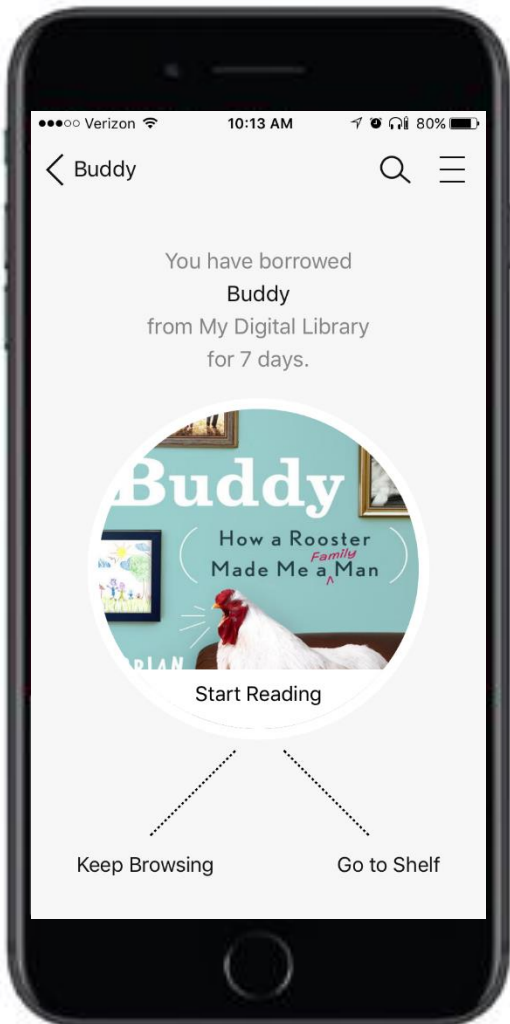 Verizon 10:13 AM 80%
Buddy
You have borrowed
Buddy
from My Digital Library
for 7 days.
Buddy
How a Rooster
Family
Made Me a Man
Start Reading
Keep Browsing
Go to Shelf